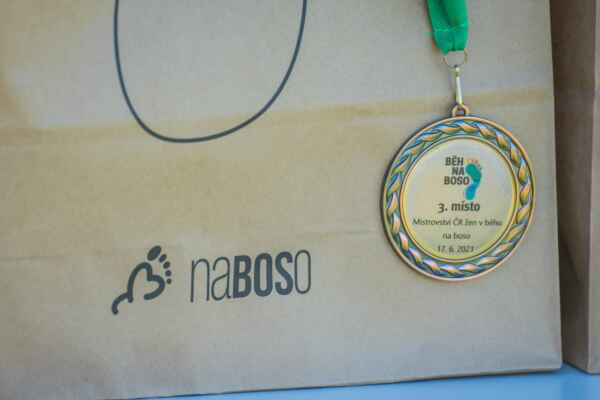 BĚH
NA
BOSO
3. místo
Mistrovství ČR žen v běhu
na boso
17. 6. 2023
naBOSO